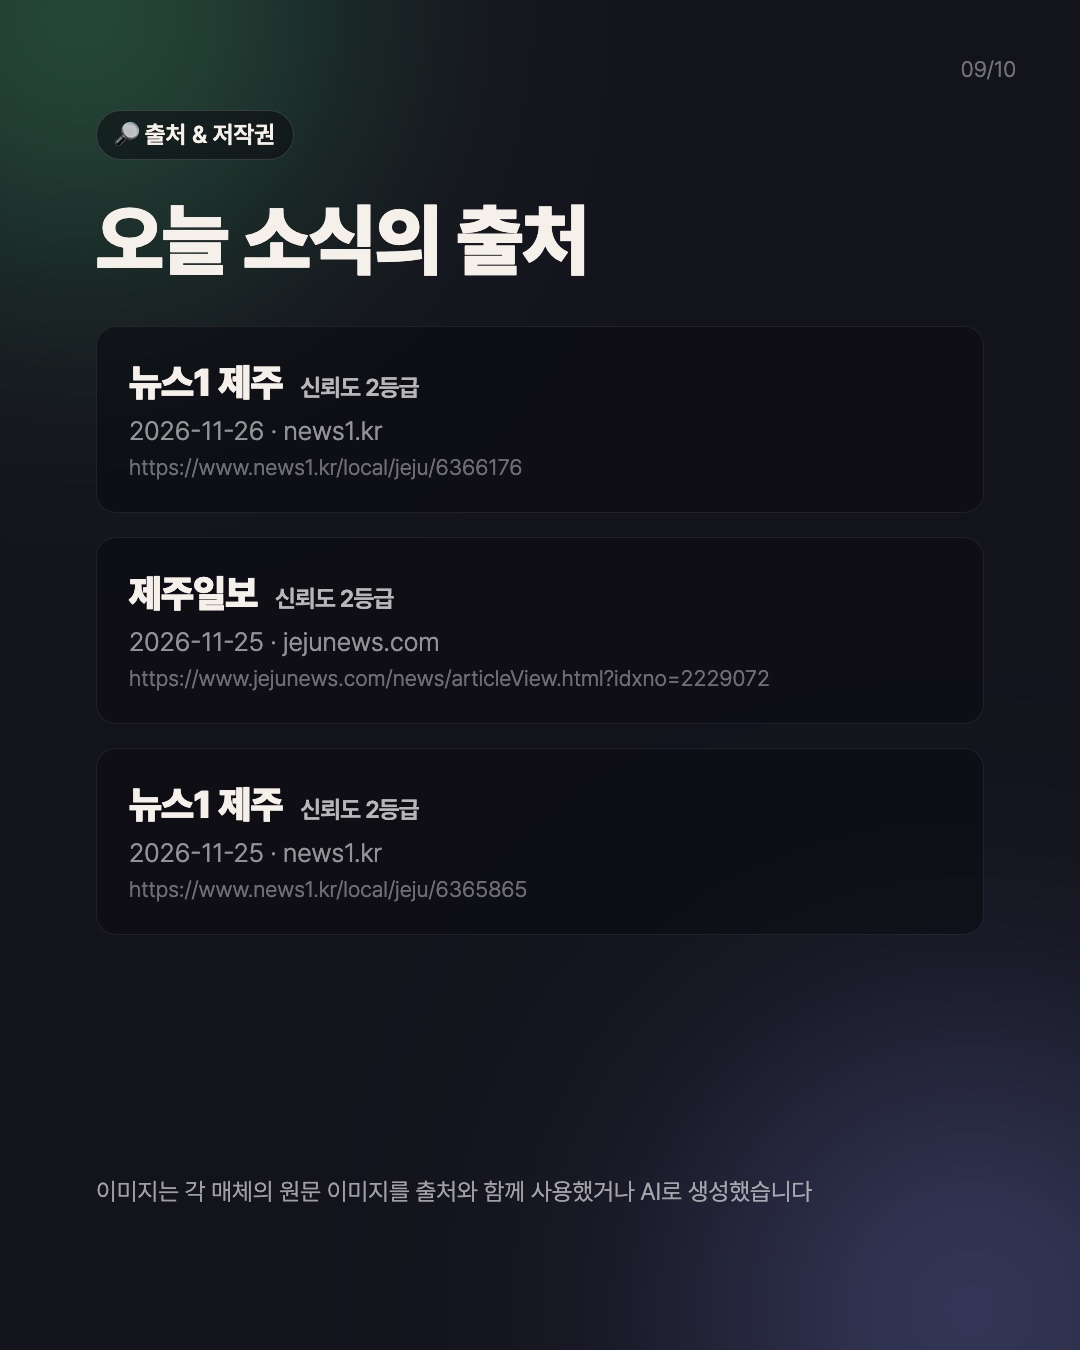 09/10
🔎 출처 & 저작권
오늘 소식의 출처
뉴스1 제주 신뢰도 2등급
2026-11-26 · news1.kr
https://www.news1.kr/local/jeju/6366176
제주일보 신뢰도 2등급
2026-11-25 · jejunews.com
https://www.jejunews.com/news/articleView.html?idxno=2229072
뉴스1 제주 신뢰도 2등급
2026-11-25 · news1.kr
https://www.news1.kr/local/jeju/6365865
이미지는 각 매체의 원문 이미지를 출처와 함께 사용했거나 AI로 생성했습니다